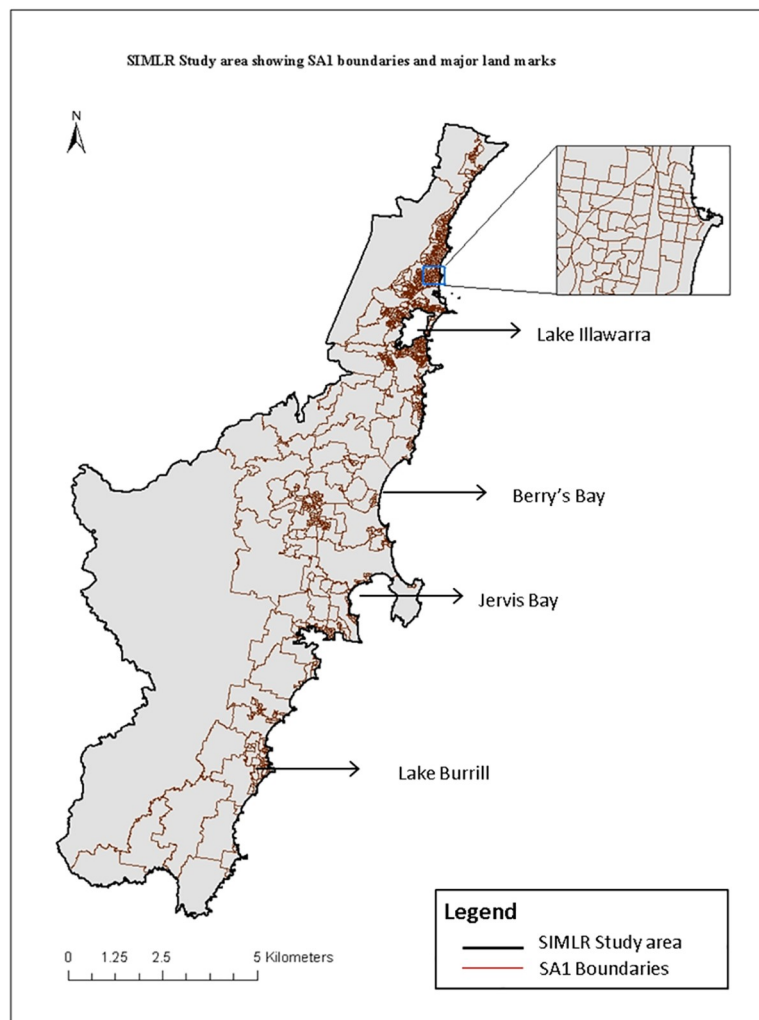 SIMLR Study area showing SA1 boundaries and major land marks
N
Lake Illawarra
Berry's Bay
Jervis Bay
Lake Burrill
Legend
SIMLR Study area
SA1 Boundaries
0 1.25 2.5 5 Kilometers